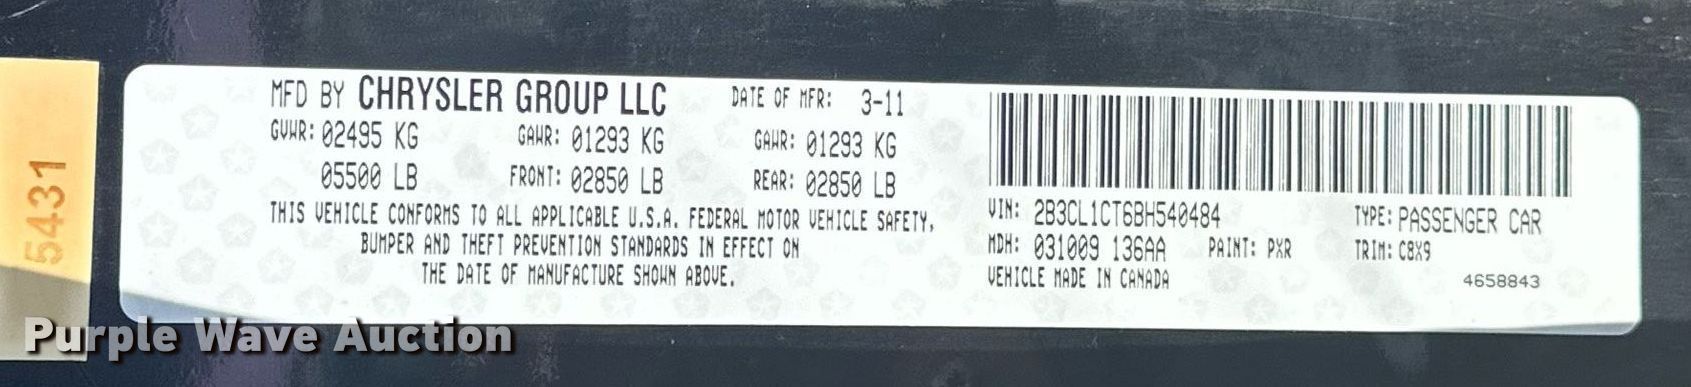 5431
MFD BY CHRYSLER GROUP LLC DATE OF MFR: 3-11
GVWR: 02495 KG GAWR: 01293 KG GAWR: 01293 KG
05500 LB FRONT: 02850 LB REAR: 02850 LB
THIS VEHICLE CONFORMS TO ALL APPLICABLE U.S.A. FEDERAL MOTOR VEHICLE SAFETY,
BUMPER AND THEFT PREVENTION STANDARDS IN EFFECT ON
THE DATE OF MANUFACTURE SHOWN ABOVE.
VIN: 2B3CL1CT6BH540484 TYPE: PASSENGER CAR
MDH: 031009 136AA PAINT: PXR TRIM: C8X9
VEHICLE MADE IN CANADA 4658843
Purple Wave Auction